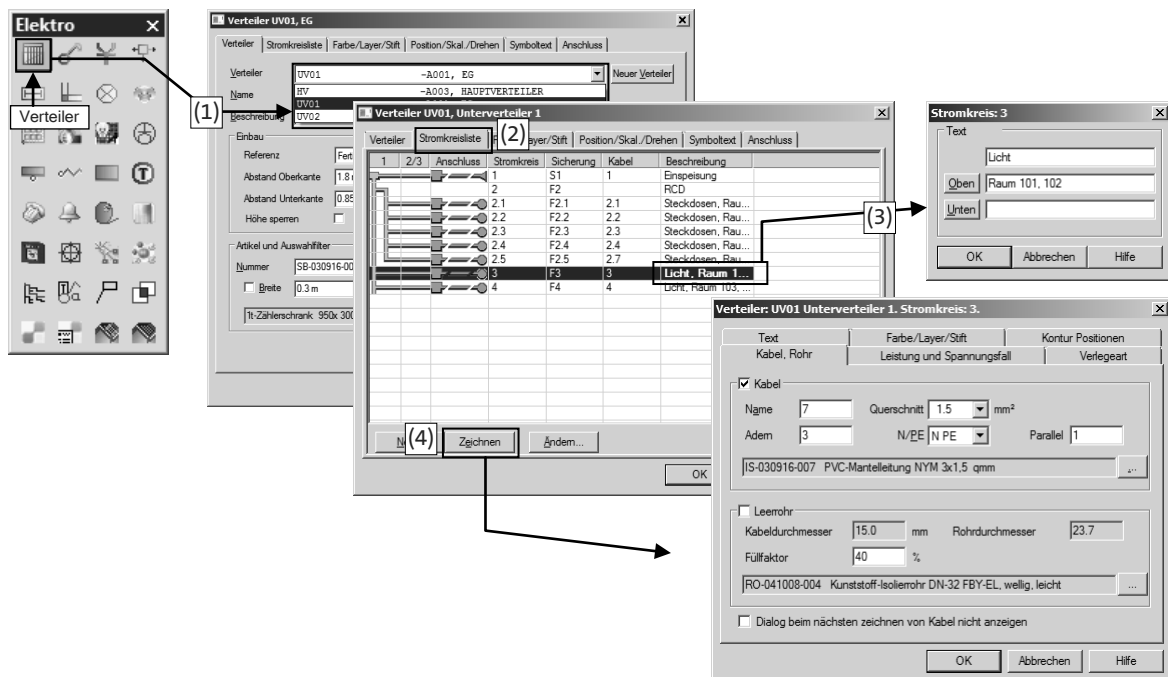 Elektro
Verteiler
(1)
Verteiler UV01, EG
Verteiler Stromkreisliste Farbe/Layer/Stift Position/Skal./Drehen Symboltext Anschluss
Verteiler UV01 -A001, EG Neuer Verteiler
HV -A003, HAUPTVERTEILER
Name
UV01
Beschreibung UV02
Einbau
Referenz
Abstand Oberkante
Abstand Unterkante 0.85
Höhe sperren
Artikel und Auswahlfilter
Nummer SB-030916-00
Breite 0.3 m
950x 300
Verteiler UV01, Unterverteiler 1
Verteiler Stromkreisliste (2) /Stift Position/Skal./Drehen Symboltext Anschluss
1 2/3 Anschluss Stromkreis Sicherung Kabel Beschreibung
1 S1 1 Einspeisung
2 F2 RCD
2.1 F2.1 2.1 Steckdosen, Rau...
2.2 F2.2 2.2 Steckdosen, Rau...
2.3 F2.3 2.3 Steckdosen, Rau...
2.4 F2.4 2.4 Steckdosen, Rau...
2.5 F2.5 2.7 Steckdosen, Rau...
3 F3 3 Licht, Raum 1...
4 F4 4 Licht, Raum 103, ...
(4) Zeichnen Ändern...
OK
(3)
Stromkreis: 3
Text
Licht
Oben Raum 101, 102
Unten
OK Abbrechen Hilfe
Verteiler: UV01 Unterverteiler 1. Stromkreis: 3.
Text Farbe/Layer/Stift Kontur Positionen
Kabel, Rohr Leistung und Spannungsfall Verlegeart
Kabel
Name 7 Querschnitt 1.5 mm²
Adern 3 N/PE N PE Parallel 1
IS-030916-007 PVC-Mantelleitung NYM 3x1,5 qmm ...
Leerrohr
Kabeldurchmesser 15.0 mm Rohrdurchmesser 23.7
Füllfaktor 40 %
RO-041008-004 Kunststoff-Isolierrohr DN-32 FBY-EL, wellig, leicht ...
Dialog beim nächsten zeichnen von Kabel nicht anzeigen
OK Abbrechen Hilfe